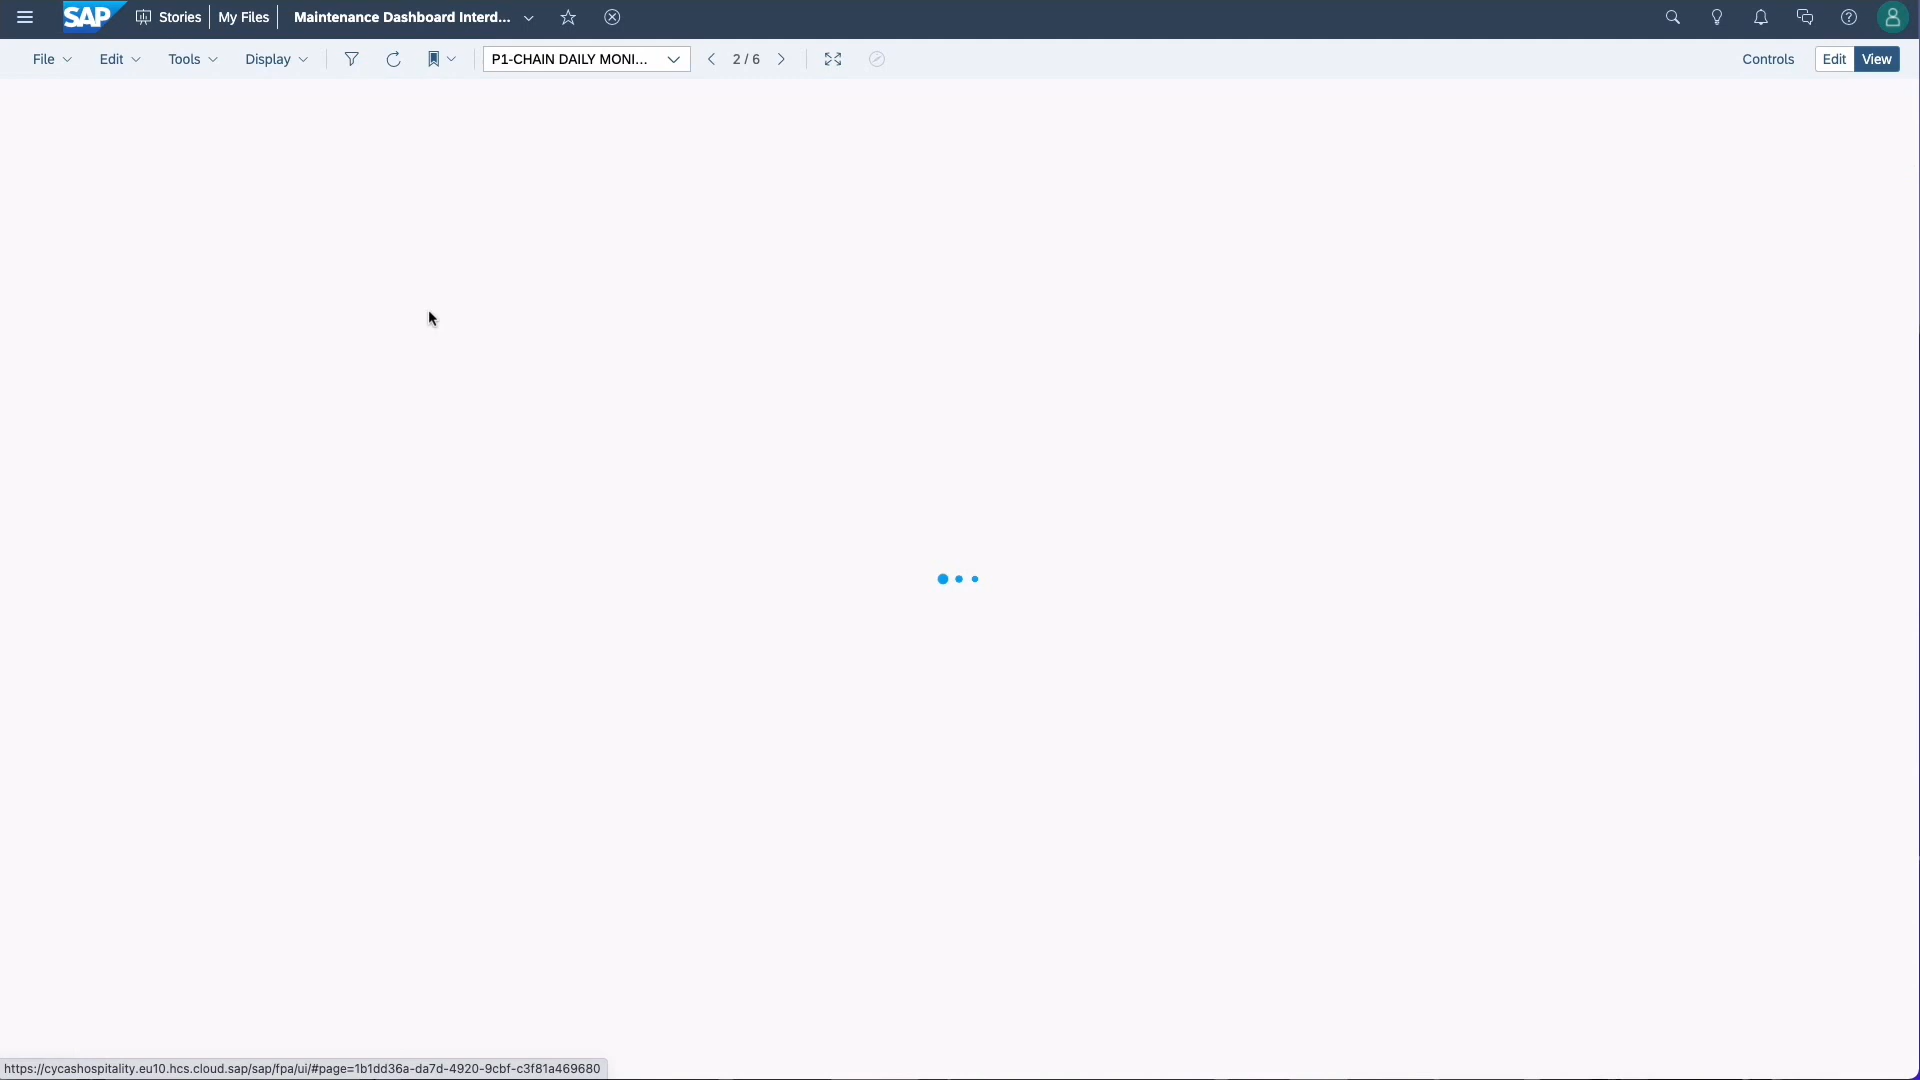 SAP Stories My Files Maintenance Dashboard Interd...
File Edit Tools Display P1-CHAIN DAILY MONI... 2 / 6 Controls Edit View
https://cycashospitality.eu10.hcs.cloud.sap/sap/fpa/ui/#page=1b1dd36a-da7d-4920-9cbf-c3f81a469680